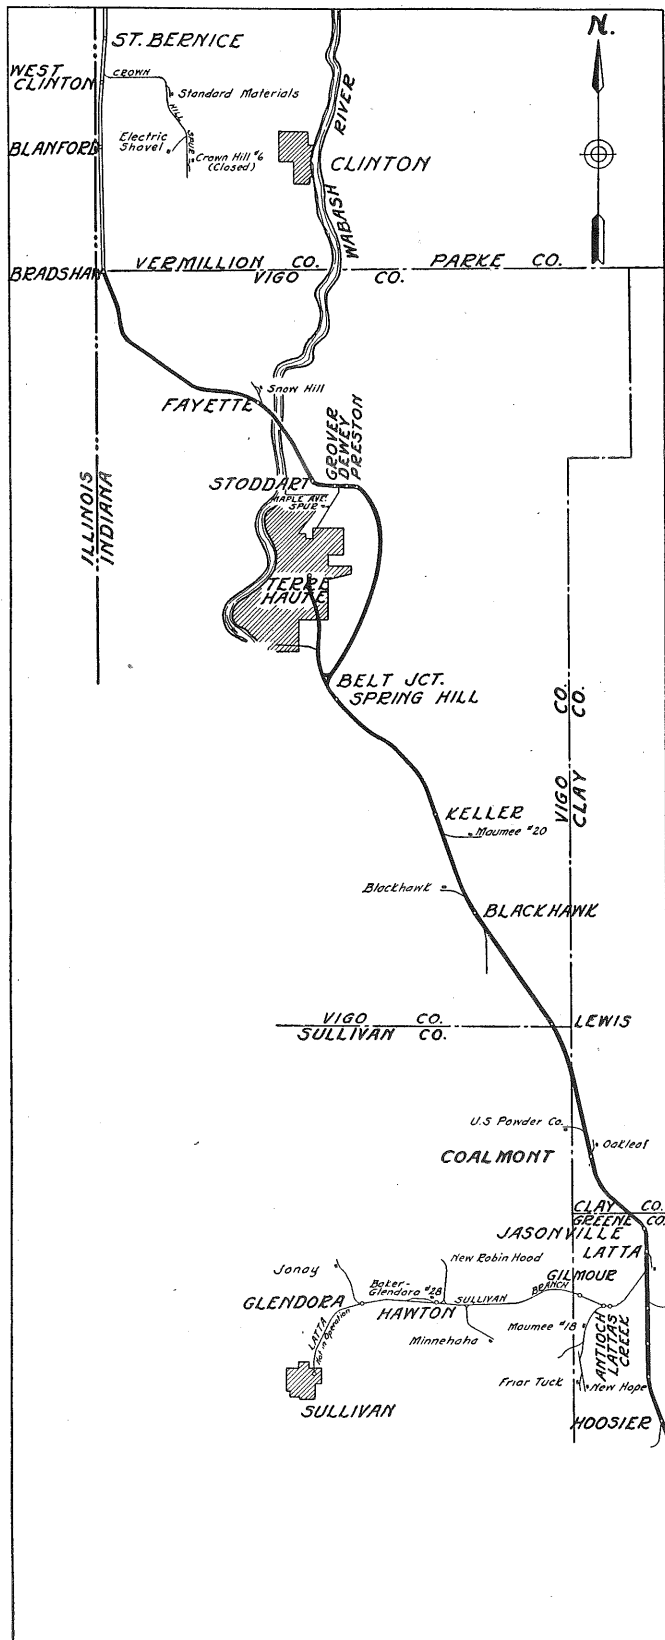 ST. BERNICE
N.
WEST
CLINTON
CROWN
HILL
SPUR
Standard Materials
Electric
Shovel
BLANFORD
Crown Hill #6
(Closed)
CLINTON
WABASH RIVER
BRADSHAW
VERMILLION CO.
PARKE CO.
VIGO CO.
Snow Hill
FAYETTE
GROVER
DEWEY
PRESTON
STODDART
MAPLE AVE.
SPUR
ILLINOIS
INDIANA
TERRE
HAUTE
BELT JCT.
SPRING HILL
VIGO CO.
CLAY CO.
KELLER
Maumee #20
Blackhawk
BLACKHAWK
VIGO CO.
SULLIVAN CO.
LEWIS
U.S Powder Co.
Oakleaf
COALMONT
CLAY CO.
GREENE CO.
JASONVILLE
LATTA
New Robin Hood
Jonay
GILMOUR
Baker-
Glendora #28
SULLIVAN BRANCH
GLENDORA
HAWTON
LATTA
Not in Operation
Minnehaha
Maumee #18
ANTIOCH
LATTAS
CREEK
Friar Tuck
New Hope
SULLIVAN
HOOSIER